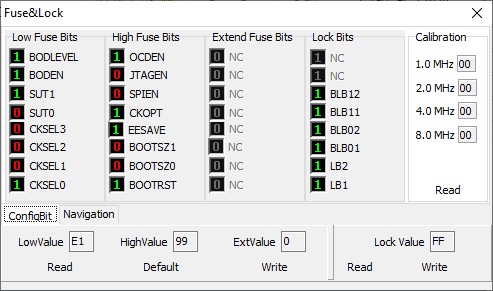 Fuse&Lock
Low Fuse Bits
1 BODLEVEL
1 BODEN
1 SUT1
0 SUT0
0 CKSEL3
0 CKSEL2
0 CKSEL1
1 CKSEL0
High Fuse Bits
1 OCDEN
0 JTAGEN
0 SPIEN
1 CKOPT
1 EESAVE
0 BOOTSZ1
0 BOOTSZ0
1 BOOTRST
Extend Fuse Bits
0 NC
0 NC
0 NC
0 NC
0 NC
0 NC
0 NC
0 NC
Lock Bits
1 NC
1 NC
1 BLB12
1 BLB11
1 BLB02
1 BLB01
1 LB2
1 LB1
Calibration
1.0 MHz 00
2.0 MHz 00
4.0 MHz 00
8.0 MHz 00
Read
ConfigBit Navigation
LowValue E1 HighValue 99 ExtValue 0 Lock Value FF
Read Default Write Read Write